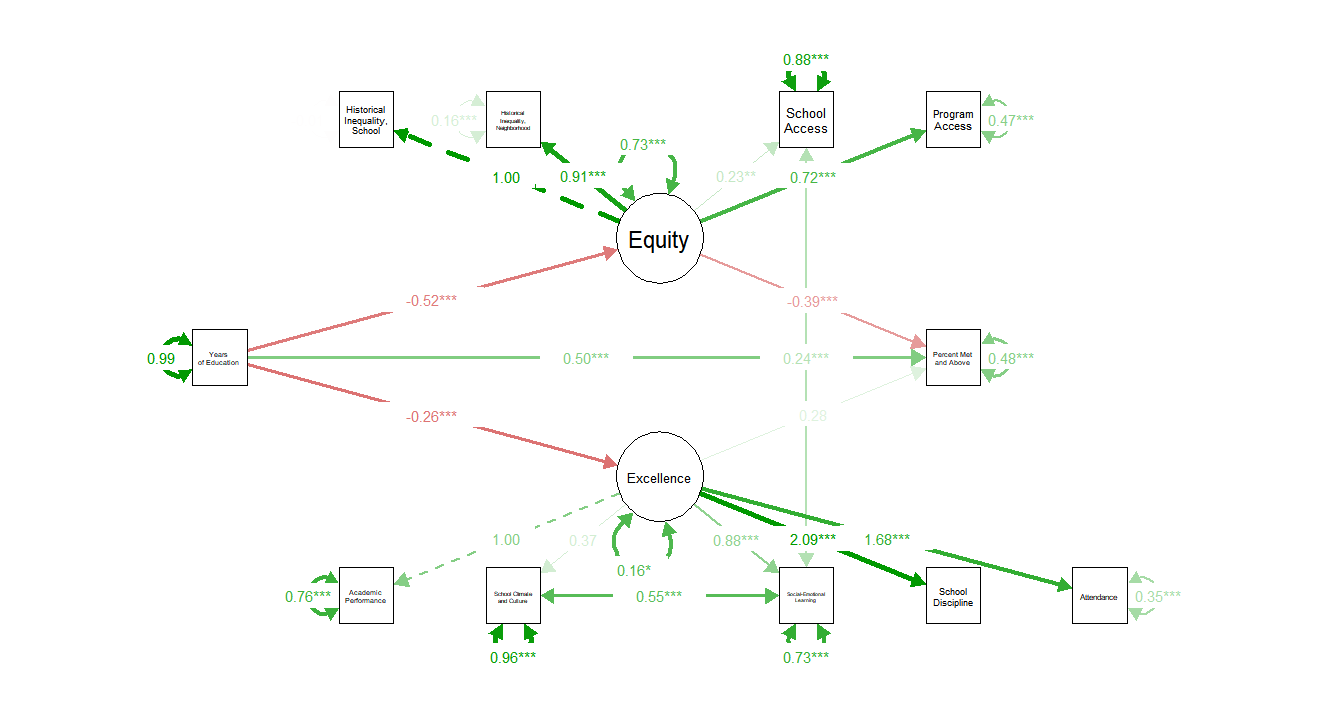 0.88***
Historical
Inequality,
School
Historical
Inequality,
Neighborhood
0.16***
School
Access
Program
Access
0.47***
0.73***
1.00
0.91***
0.23**
0.72***
Equity
-0.52***
-0.39***
0.99
Years
of Education
0.50***
0.24***
Percent Met
and Above
0.48***
-0.26***
0.28
Excellence
1.00
0.37
0.88***
2.09***
1.68***
0.16*
0.76***
Academic
Performance
School Climate
and Culture
0.55***
Social-Emotional
Learning
School
Discipline
Attendance
0.35***
0.96***
0.73***